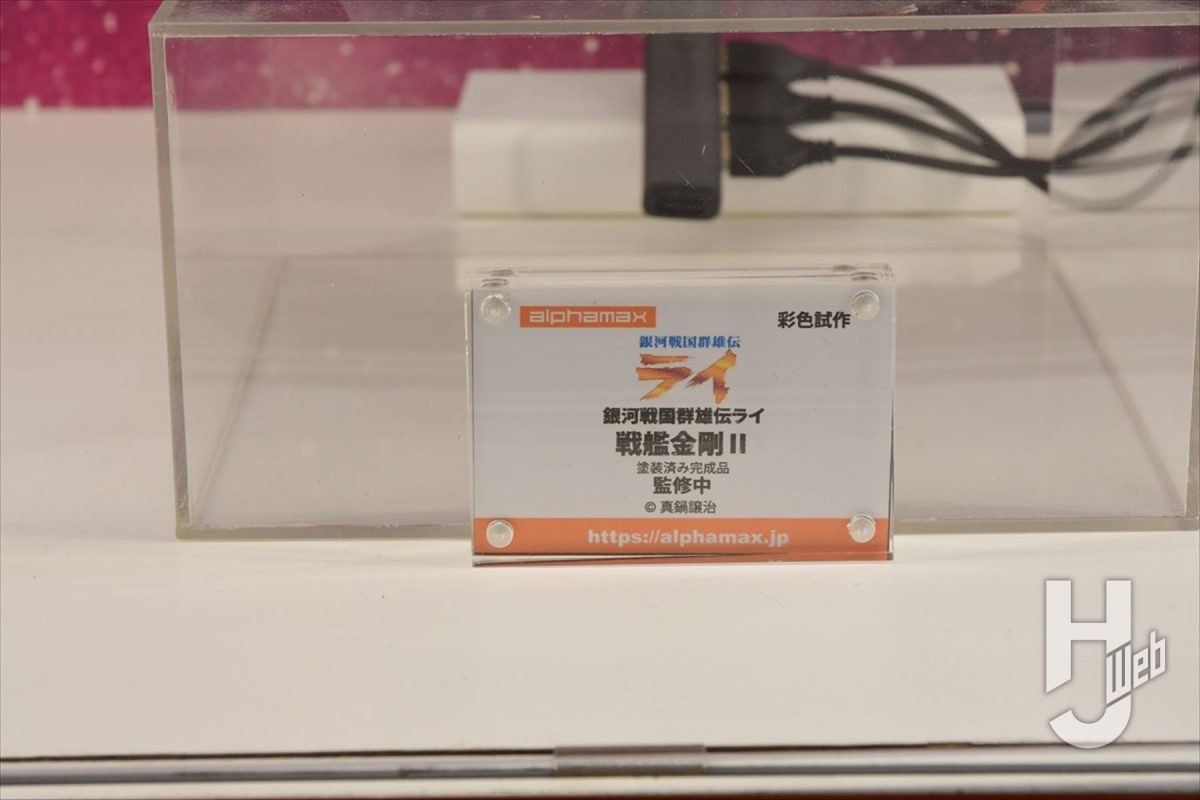 alphamax
彩色試作
銀河戦国群雄伝
ライ
銀河戦国群雄伝ライ
戦艦金剛II
塗装済み完成品
監修中
© 真鍋譲治
https://alphamax.jp
HJ Web